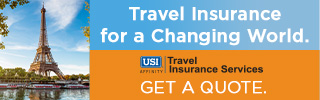 Travel Insurance
for a Changing World.
USI
AFFINITY
Travel
Insurance Services
GET A QUOTE.